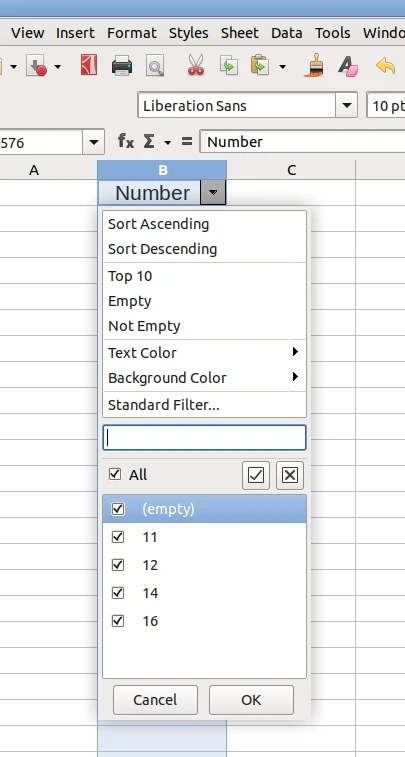 View Insert Format Styles Sheet Data Tools Windo
Liberation Sans 10 pt
576 fx Σ = Number
A B C
Number
Sort Ascending
Sort Descending
Top 10
Empty
Not Empty
Text Color
Background Color
Standard Filter...
All
(empty)
11
12
14
16
Cancel OK